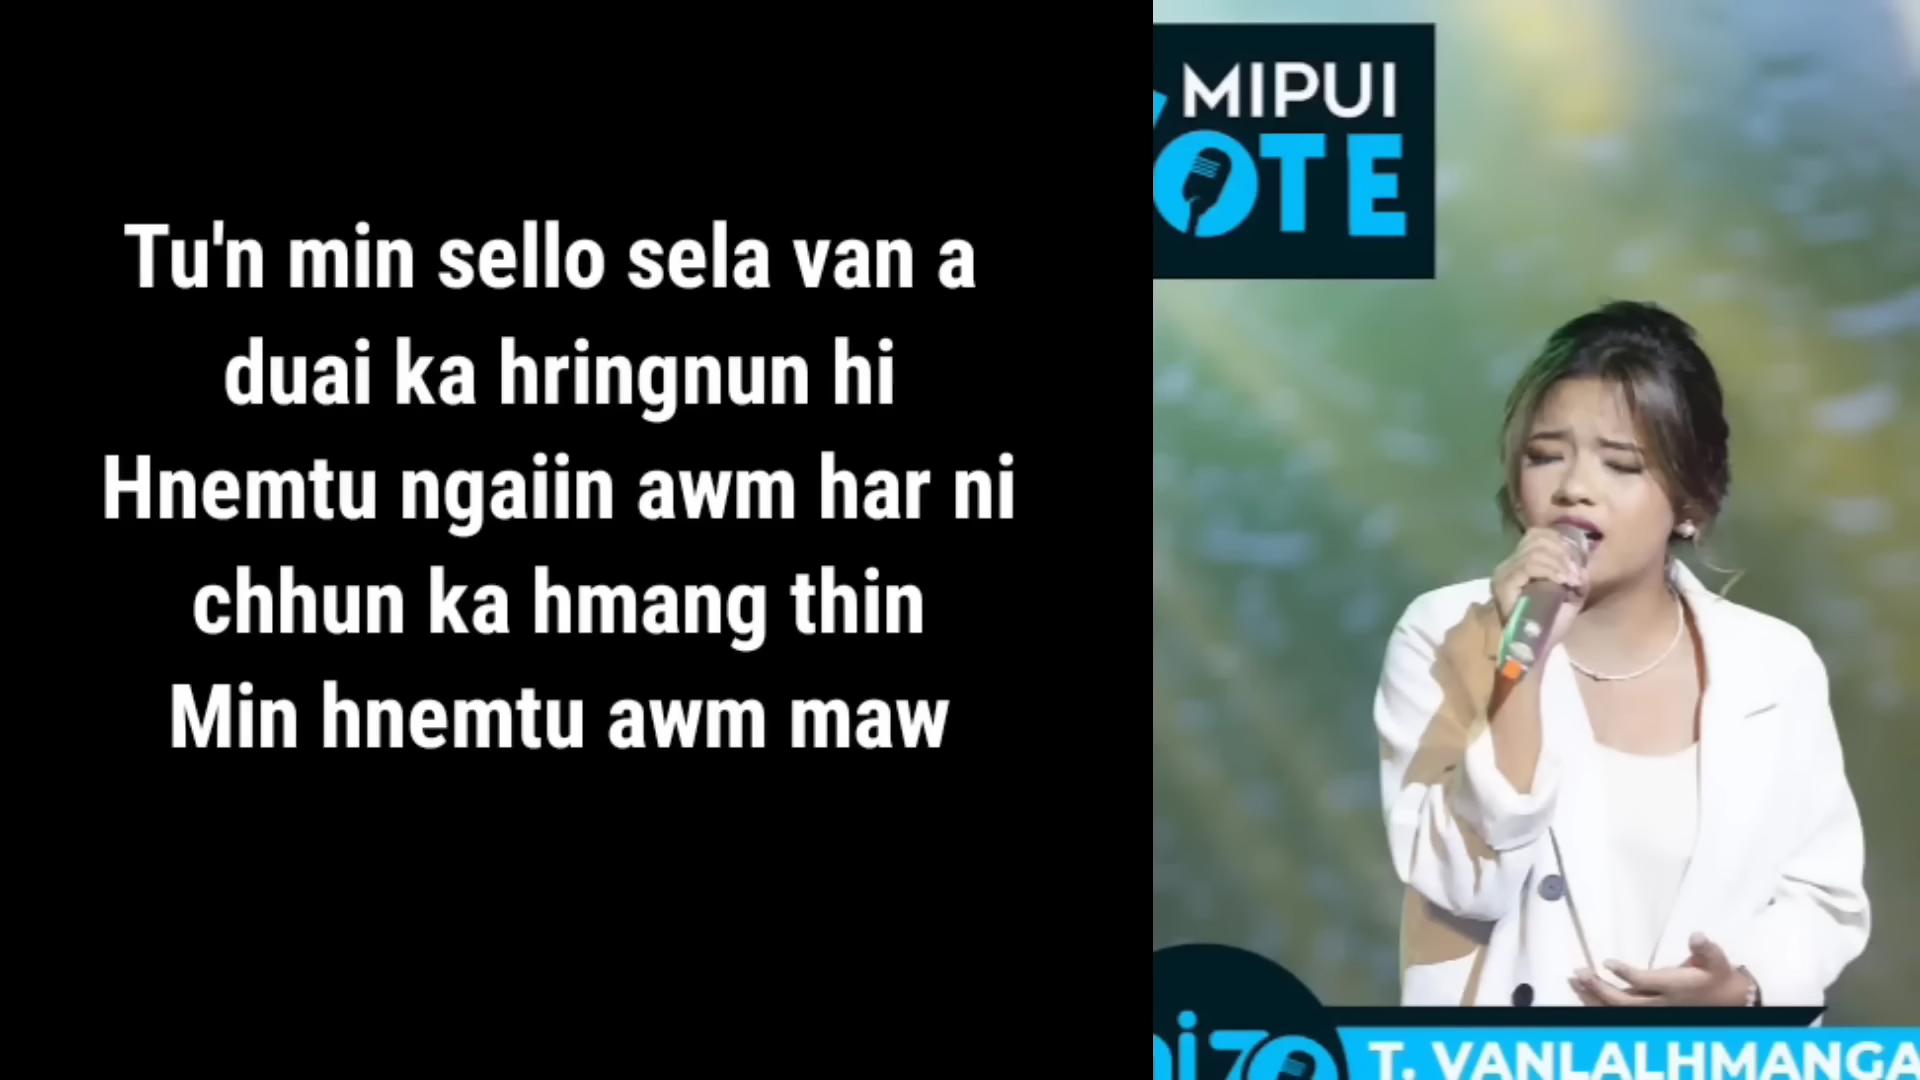 Tu'n min sello sela van a
duai ka hringnun hi
Hnemtu ngaiin awm har ni
chhun ka hmang thin
Min hnemtu awm maw
MIPUI
OTE
T. VANLALHMANGA